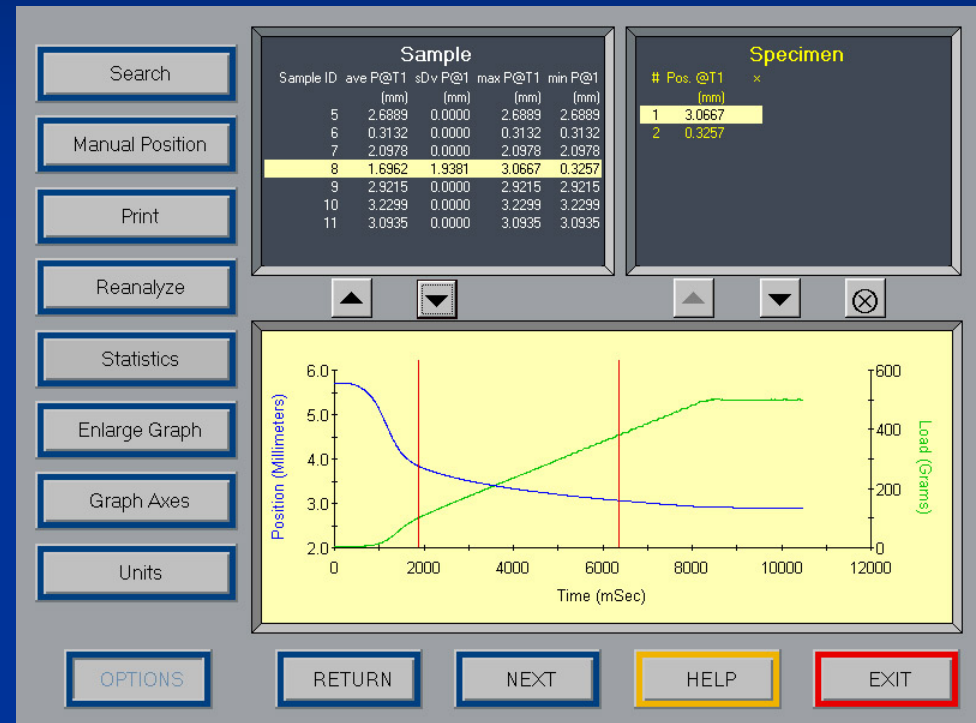 Search
Manual Position
Print
Reanalyze
Statistics
Enlarge Graph
Graph Axes
Units
Sample
Sample ID ave P@T1 sDv P@1 max P@T1 min P@1
(mm) (mm) (mm) (mm)
5 2.6889 0.0000 2.6889 2.6889
6 0.3132 0.0000 0.3132 0.3132
7 2.0978 0.0000 2.0978 2.0978
8 1.6962 1.9381 3.0667 0.3257
9 2.9215 0.0000 2.9215 2.9215
10 3.2299 0.0000 3.2299 3.2299
11 3.0935 0.0000 3.0935 3.0935
Specimen
# Pos. @T1 ×
(mm)
1 3.0667
2 0.3257
Position (Millimeters)
6.0
5.0
4.0
3.0
2.0
0 2000 4000 6000 8000 10000 12000
Time (mSec)
600
400
200
0
Load (Grams)
OPTIONS
RETURN
NEXT
HELP
EXIT